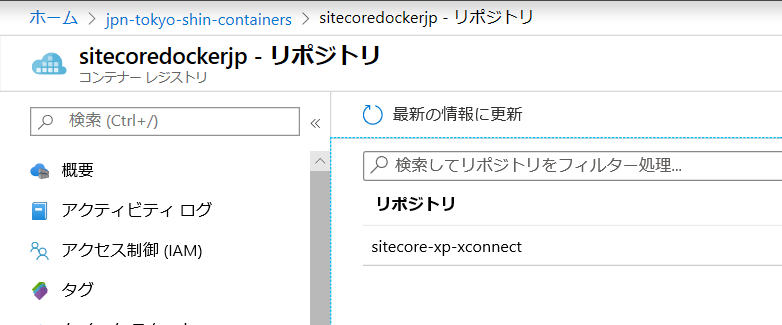 ホーム > jpn-tokyo-shin-containers > sitecoredockerjp - リポジトリ
sitecoredockerjp - リポジトリ
コンテナー レジストリ
検索 (Ctrl+/)
«
概要
アクティビティ ログ
アクセス制御 (IAM)
タグ
最新の情報に更新
検索してリポジトリをフィルター処理...
リポジトリ
sitecore-xp-xconnect